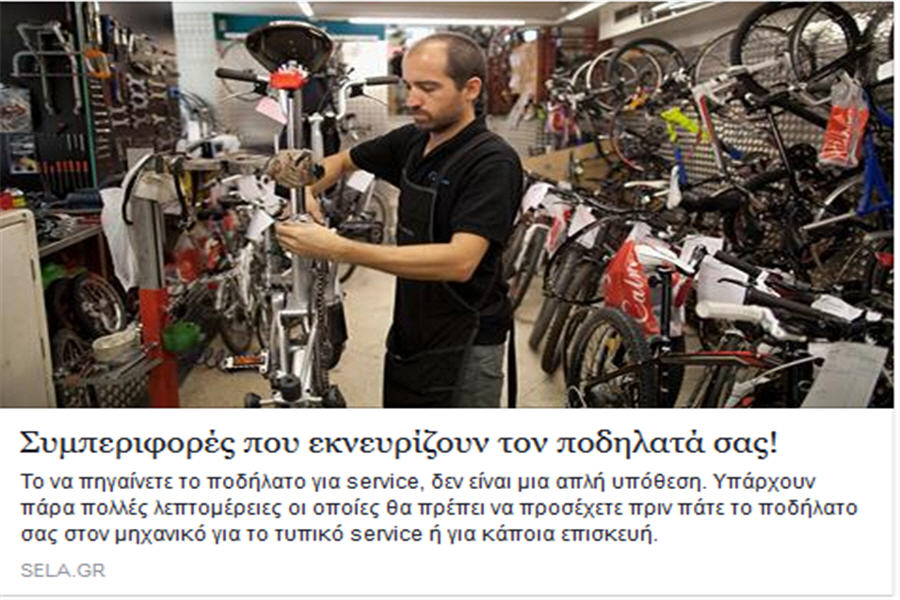 Συμπεριφορές που εκνευρίζουν τον ποδηλατά σας!
Το να πηγαίνετε το ποδήλατο για service, δεν είναι μια απλή υπόθεση. Υπάρχουν
πάρα πολλές λεπτομέρειες οι οποίες θα πρέπει να προσέχετε πριν πάτε το ποδήλατο
σας στον μηχανικό για το τυπικό service ή για κάποια επισκευή.
SELA.GR